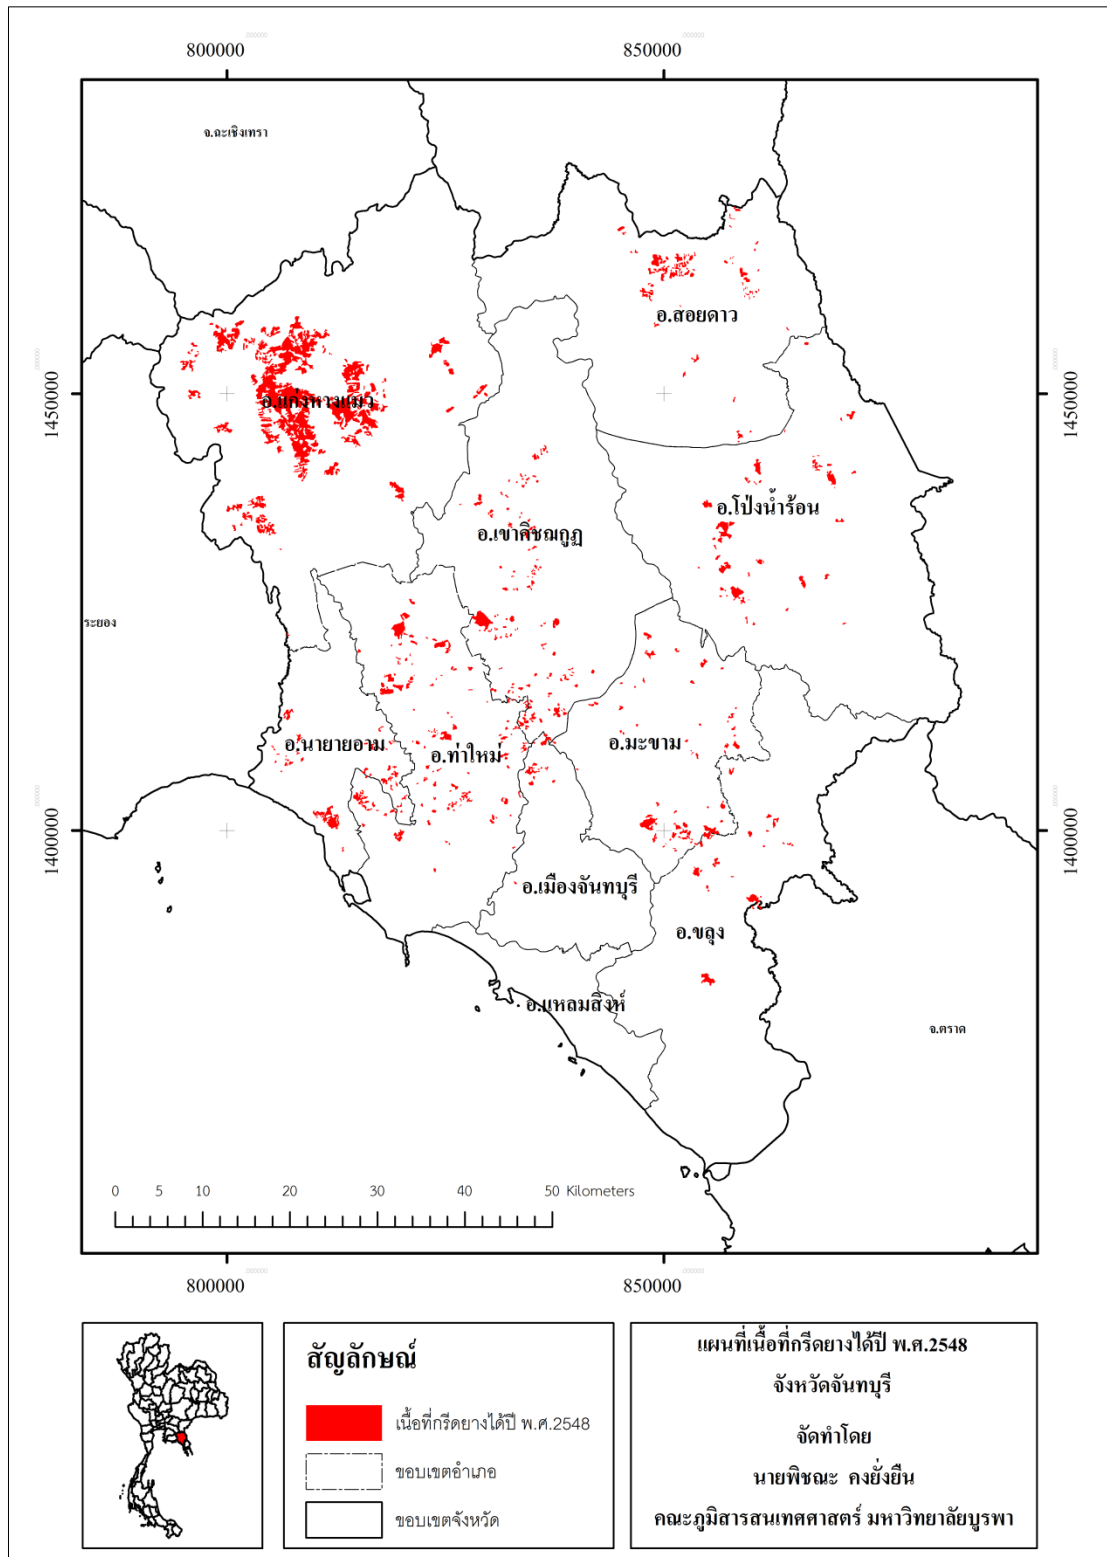 000000 000000
800000 850000
จ.ฉะเชิงเทรา
อ.สอยดาว
000000 000000
1450000 1450000
อ.แก่งหางแมว
อ.โป่งน้ำร้อน
อ.เขาคิชฌกูฏ
ระยอง
อ.นายายอาม
อ.ท่าใหม่
อ.มะขาม
000000 000000
1400000 1400000
อ.เมืองจันทบุรี
อ.ขลุง
อ.แหลมสิงห์
จ.ตราด
0 5 10 20 30 40 50 Kilometers
000000 000000
800000 850000
สัญลักษณ์
เนื้อที่กรีดยางได้ปี พ.ศ.2548
ขอบเขตอำเภอ
ขอบเขตจังหวัด
แผนที่เนื้อที่กรีดยางได้ปี พ.ศ.2548
จังหวัดจันทบุรี
จัดทำโดย
นายพิชณะ คงยั่งยืน
คณะภูมิสารสนเทศศาสตร์ มหาวิทยาลัยบูรพา